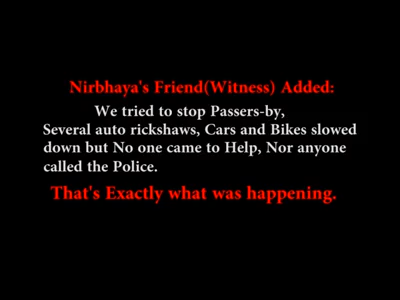 Nirbhaya's Friend(Witness) Added:
We tried to stop Passers-by,
Several auto rickshaws, Cars and Bikes slowed
down but No one came to Help, Nor anyone
called the Police.
That's Exactly what was happening.